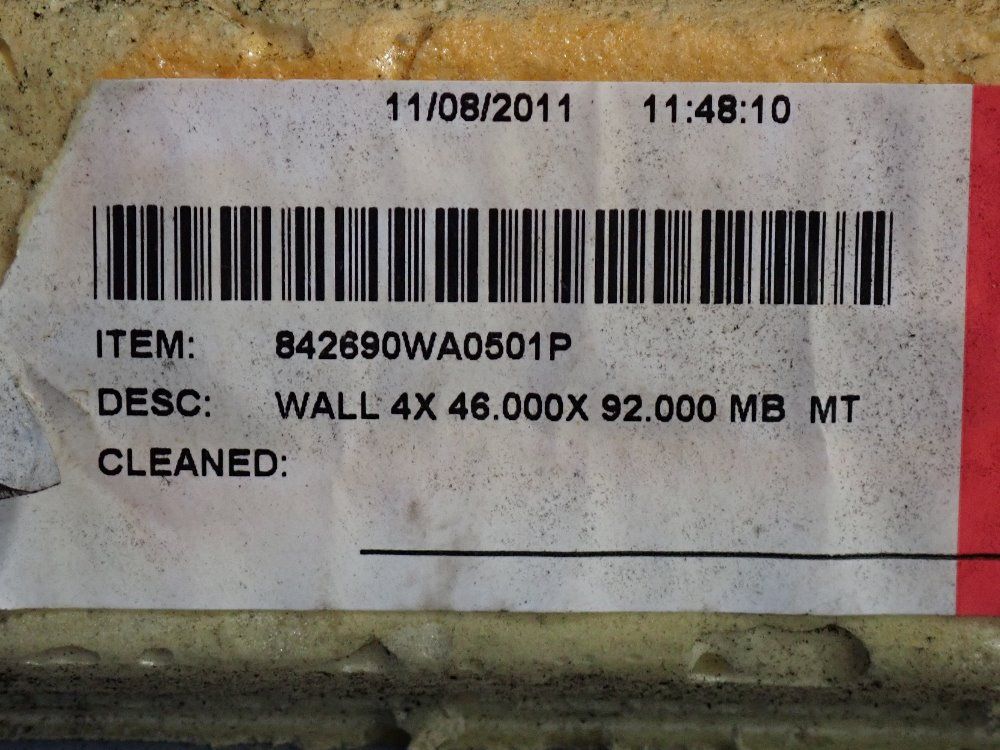 11/08/2011 11:48:10
ITEM: 842690WA0501P
DESC: WALL 4X 46.000X 92.000 MB MT
CLEANED: